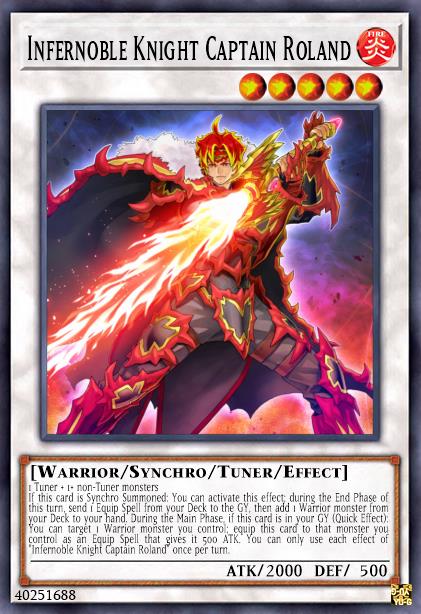 INFERNOBLE KNIGHT CAPTAIN ROLAND
FIRE
炎
[WARRIOR/SYNCHRO/TUNER/EFFECT]
1 Tuner + 1+ non-Tuner monsters
If this card is Synchro Summoned: You can activate this effect; during the End Phase of
this turn, send 1 Equip Spell from your Deck to the GY, then add 1 Warrior monster from
your Deck to your hand. During the Main Phase, if this card is in your GY (Quick Effect):
You can target 1 Warrior monster you control; equip this card to that monster you
control as an Equip Spell that gives it 500 ATK. You can only use each effect of
"Infernoble Knight Captain Roland" once per turn.
ATK/2000 DEF/ 500
40251688